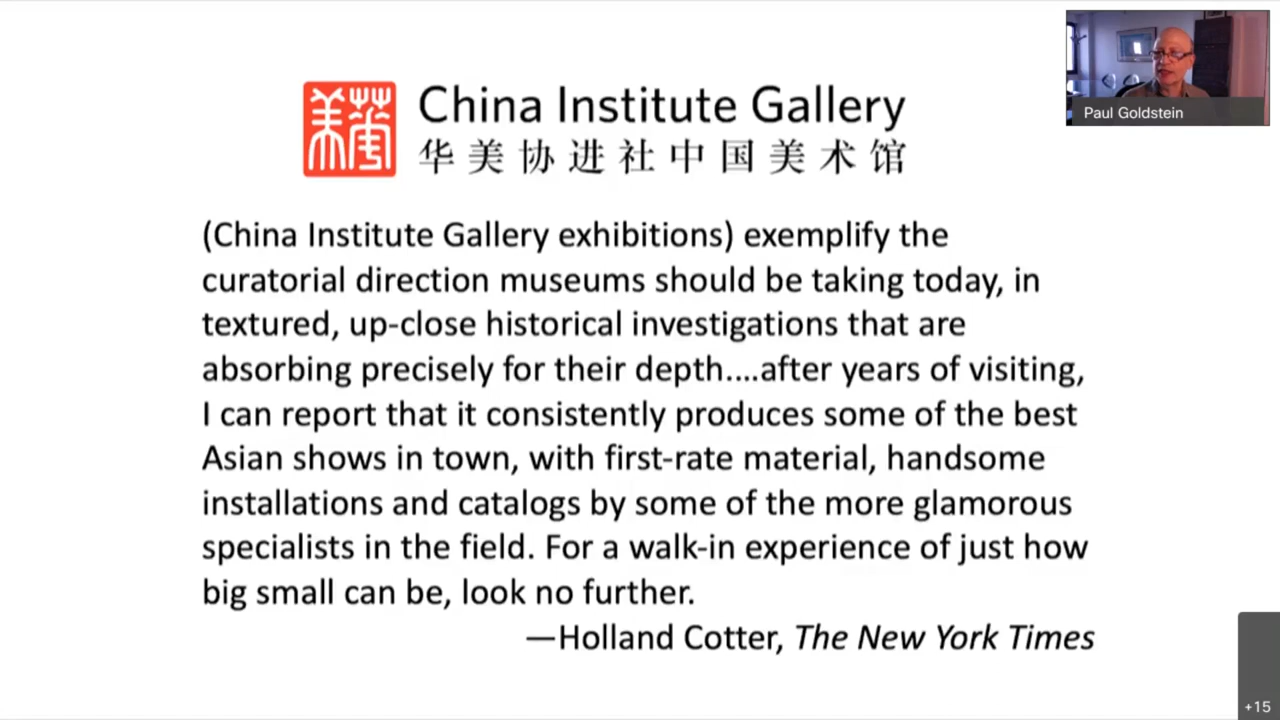 China Institute Gallery
华美协进社中国美术馆
Paul Goldstein
(China Institute Gallery exhibitions) exemplify the
curatorial direction museums should be taking today, in
textured, up-close historical investigations that are
absorbing precisely for their depth....after years of visiting,
I can report that it consistently produces some of the best
Asian shows in town, with first-rate material, handsome
installations and catalogs by some of the more glamorous
specialists in the field. For a walk-in experience of just how
big small can be, look no further.
—Holland Cotter, The New York Times
+15